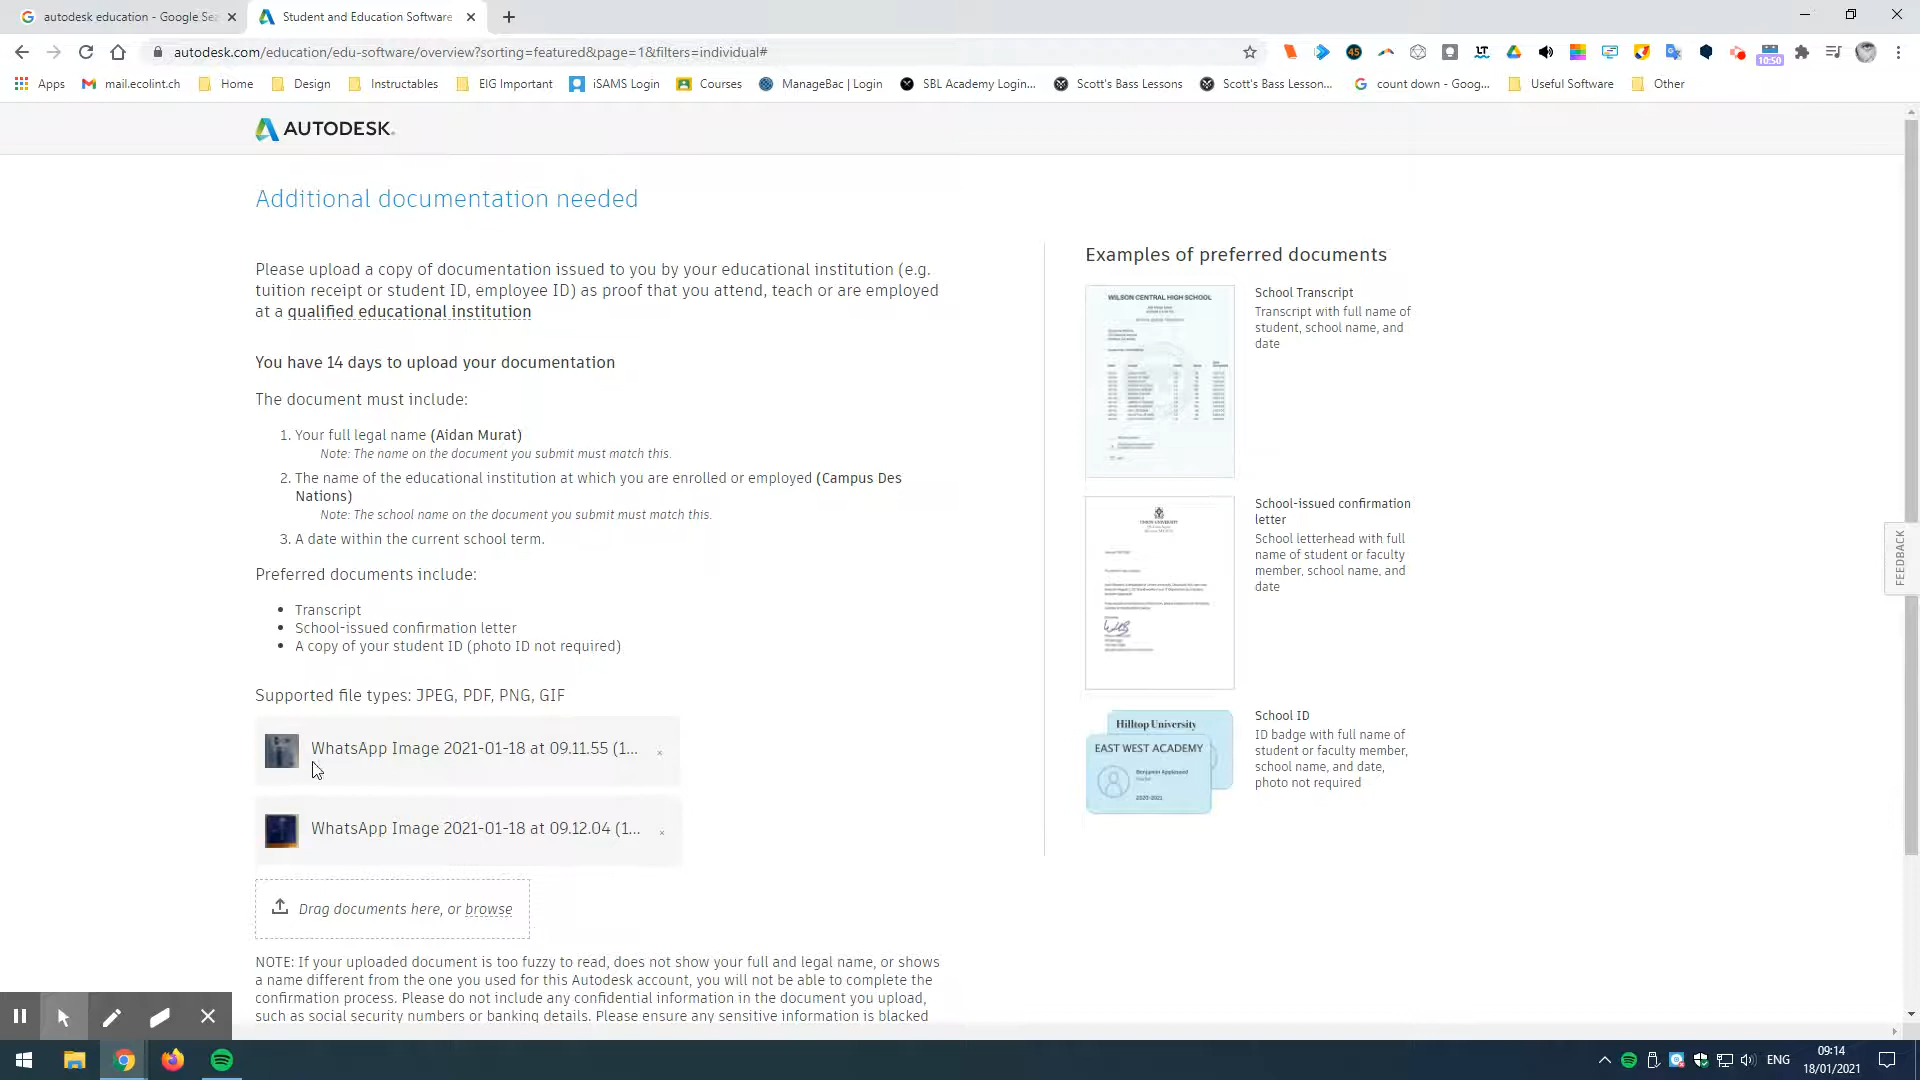 autodesk education - Google Sea
Student and Education Software
autodesk.com/education/edu-software/overview?sorting=featured&page=1&filters=individual#
45
LT
10:50
Apps
mail.ecolint.ch
Home
Design
Instructables
EIG Important
iSAMS Login
Courses
ManageBac | Login
SBL Academy Login...
Scott's Bass Lessons
Scott's Bass Lesson...
count down - Goog...
Useful Software
Other
AUTODESK.
Additional documentation needed
Please upload a copy of documentation issued to you by your educational institution (e.g.
tuition receipt or student ID, employee ID) as proof that you attend, teach or are employed
at a qualified educational institution
You have 14 days to upload your documentation
The document must include:
1. Your full legal name (Aidan Murat)
Note: The name on the document you submit must match this.
2. The name of the educational institution at which you are enrolled or employed (Campus Des
Nations)
Note: The school name on the document you submit must match this.
3. A date within the current school term.
Preferred documents include:
• Transcript
• School-issued confirmation letter
• A copy of your student ID (photo ID not required)
Supported file types: JPEG, PDF, PNG, GIF
WhatsApp Image 2021-01-18 at 09.11.55 (1...
WhatsApp Image 2021-01-18 at 09.12.04 (1...
Drag documents here, or browse
NOTE: If your uploaded document is too fuzzy to read, does not show your full and legal name, or shows
a name different from the one you used for this Autodesk account, you will not be able to complete the
confirmation process. Please do not include any confidential information in the document you upload,
such as social security numbers or banking details. Please ensure any sensitive information is blacked
Examples of preferred documents
WILSON CENTRAL HIGH SCHOOL
School Transcript
Transcript with full name of
student, school name, and
date
UNION UNIVERSITY
School-issued confirmation
letter
School letterhead with full
name of student or faculty
member, school name, and
date
Hilltop University
EAST WEST ACADEMY
Benjamin Applewood
2020-2021
School ID
ID badge with full name of
student or faculty member,
school name, and date,
photo not required
FEEDBACK
ENG
09:14
18/01/2021